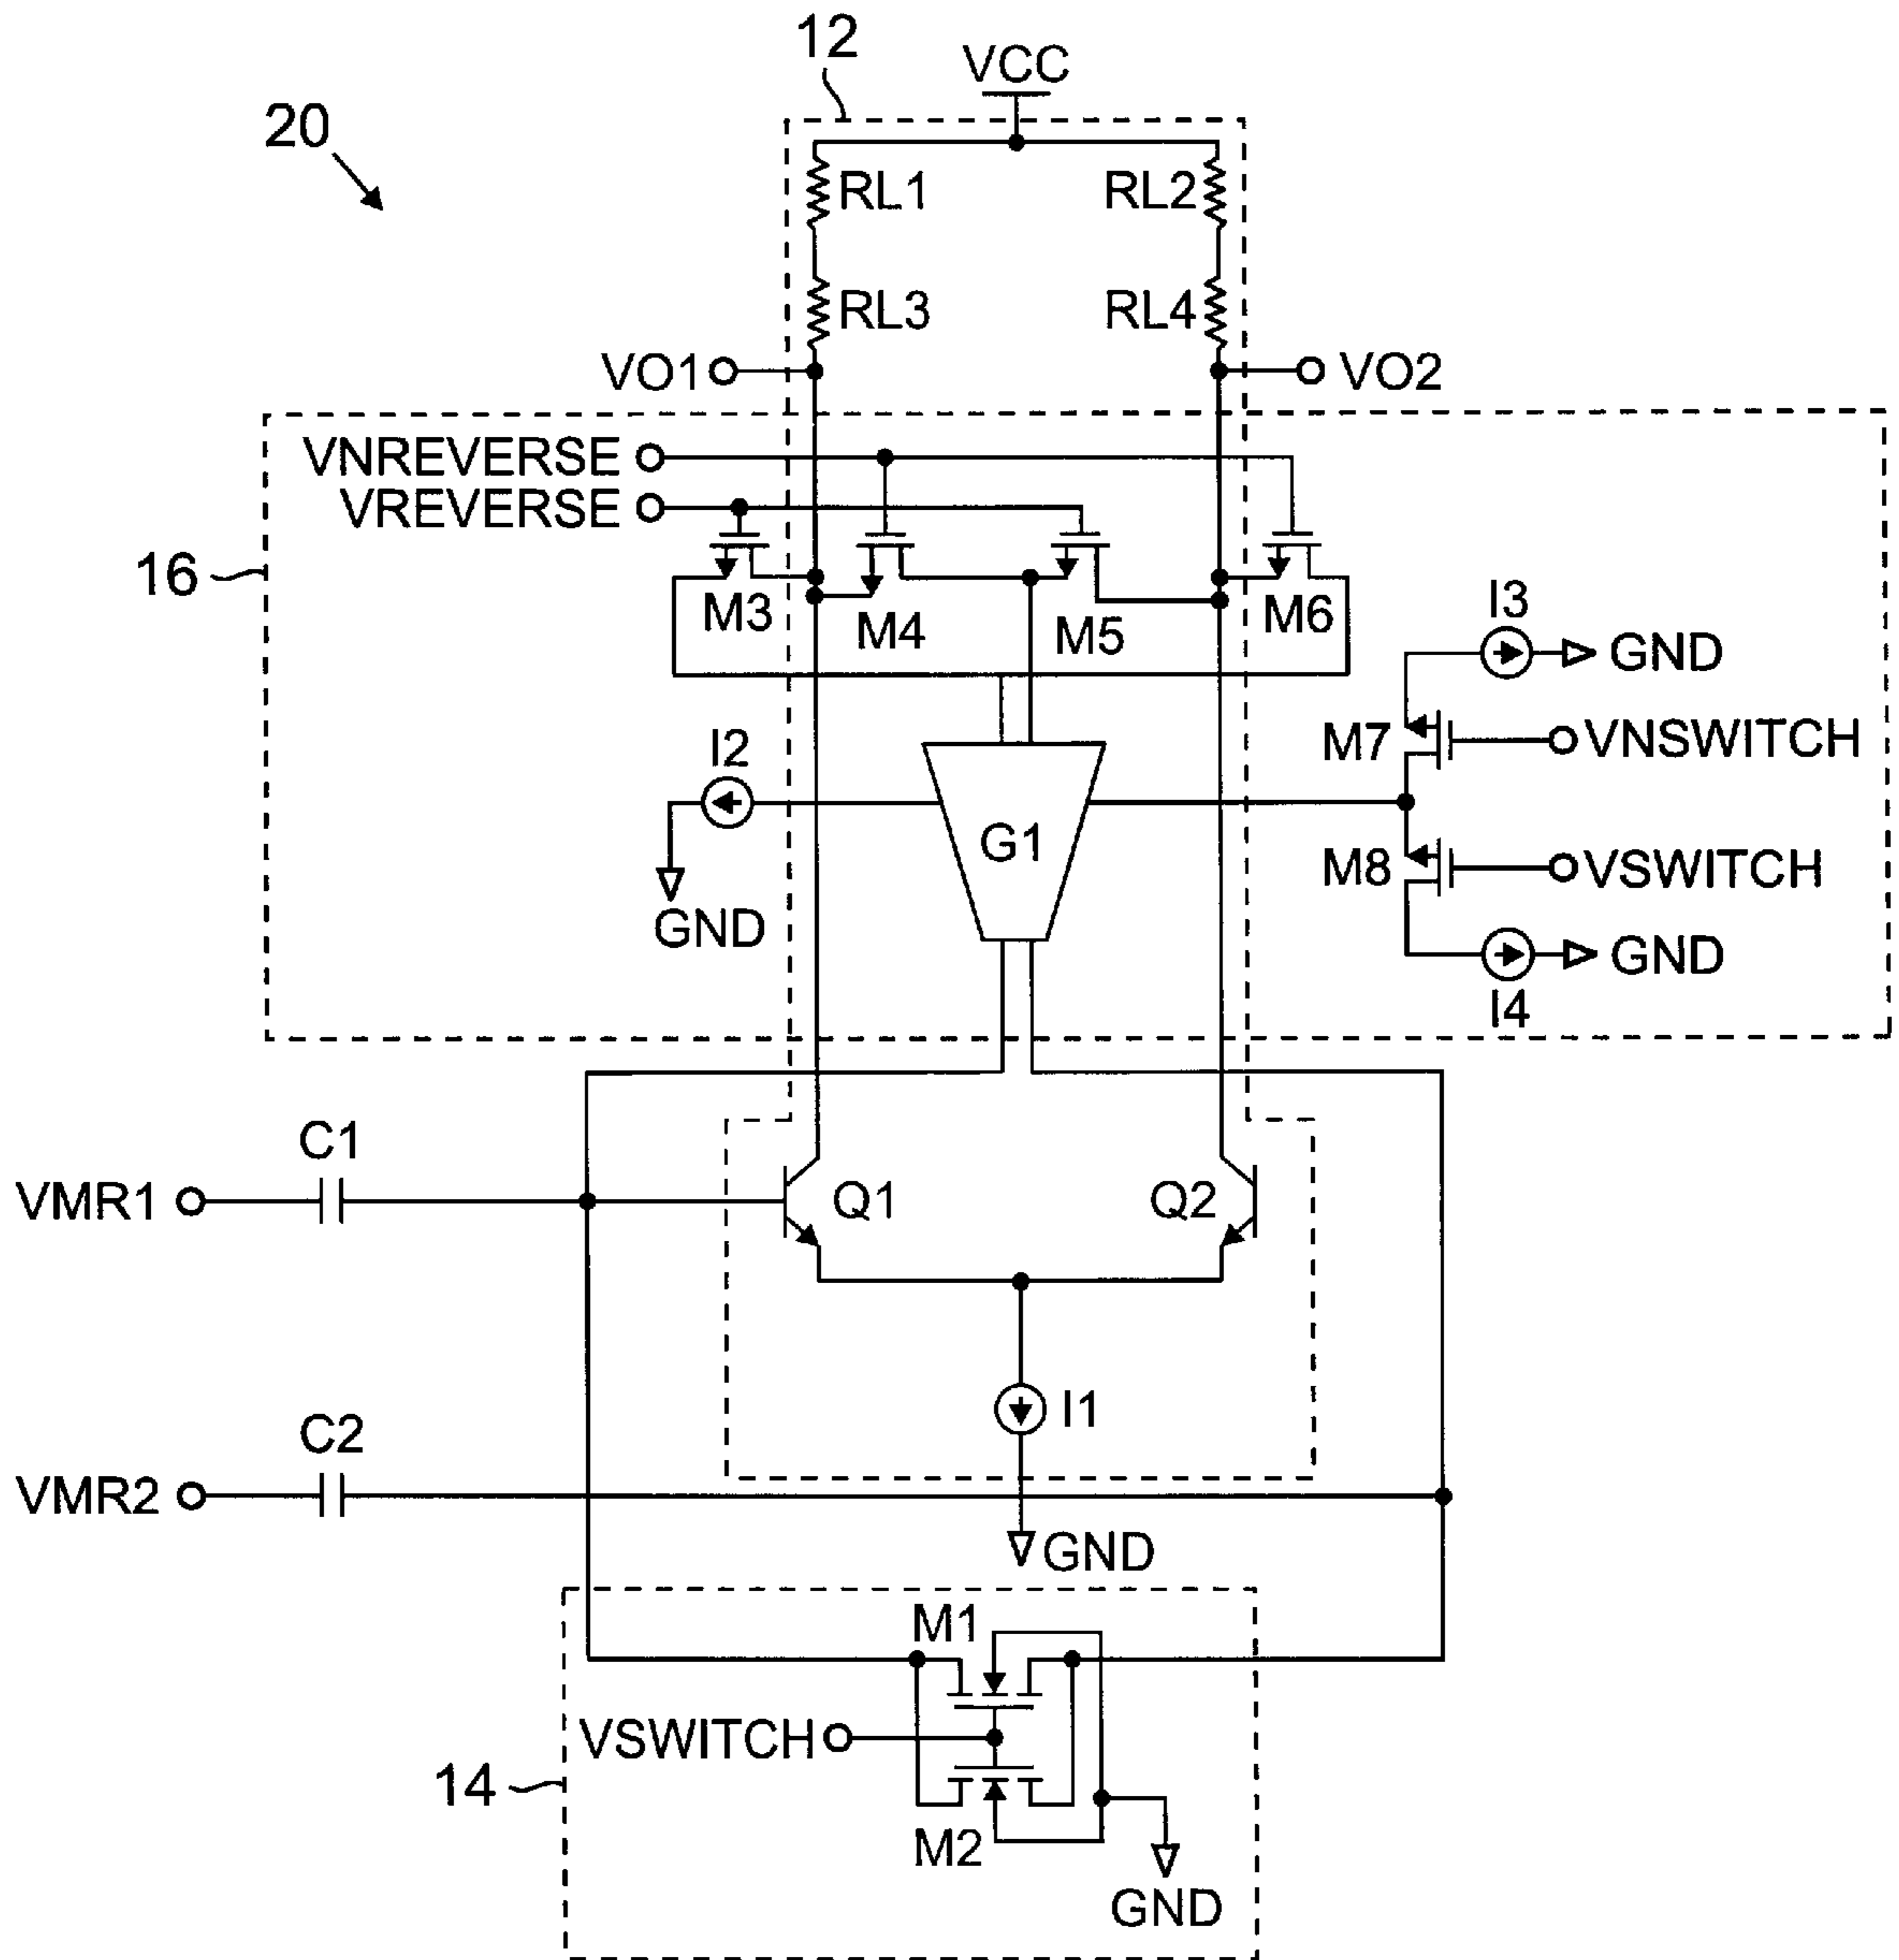 12
VCC
20
RL1
RL2
RL3
RL4
VO1
VO2
VNREVERSE
VREVERSE
16
M3
M4
M5
M6
I3
GND
M7
VNSWITCH
I2
G1
M8
VSWITCH
GND
GND
I4
C1
VMR1
Q1
Q2
I1
C2
VMR2
GND
M1
VSWITCH
14
M2
GND